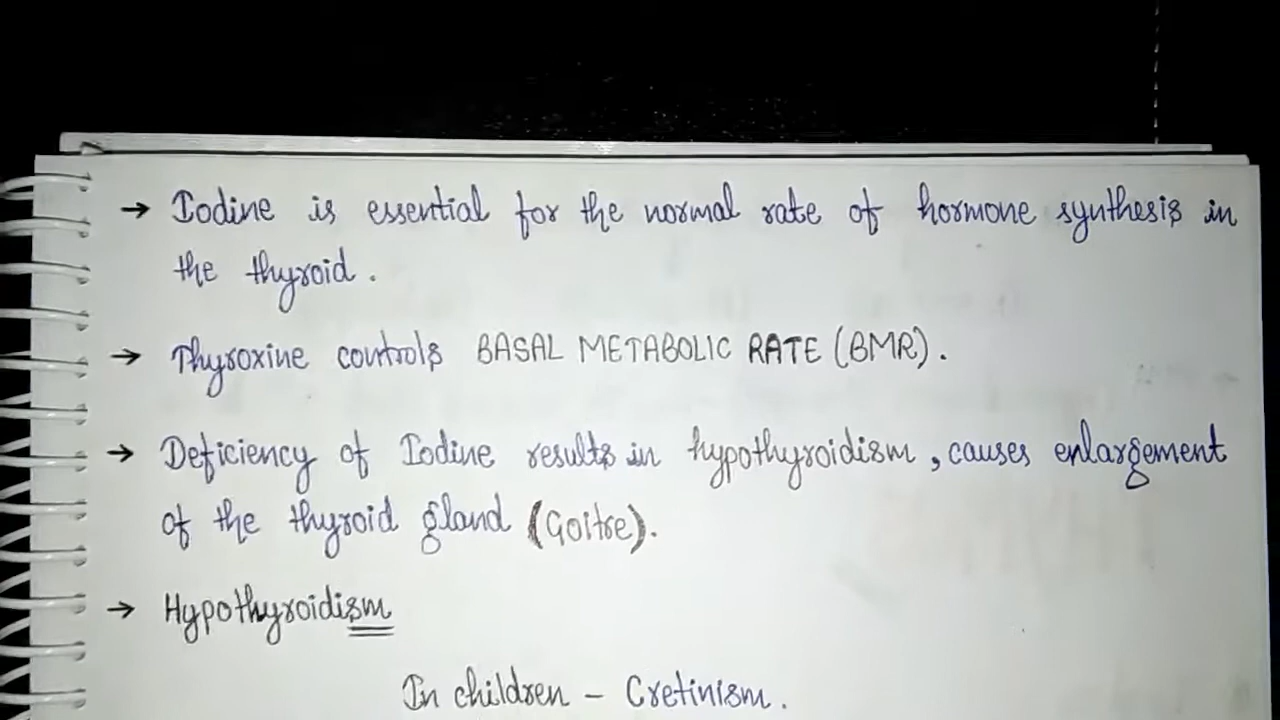 → Iodine is essential for the normal rate of hormone synthesis in
the thyroid.
→ Thyroxine controls BASAL METABOLIC RATE (BMR).
→ Deficiency of Iodine results in hypothyroidism, causes enlargement
of the thyroid gland (Goitre).
→ Hypothyroidism
In children - Cretinism.